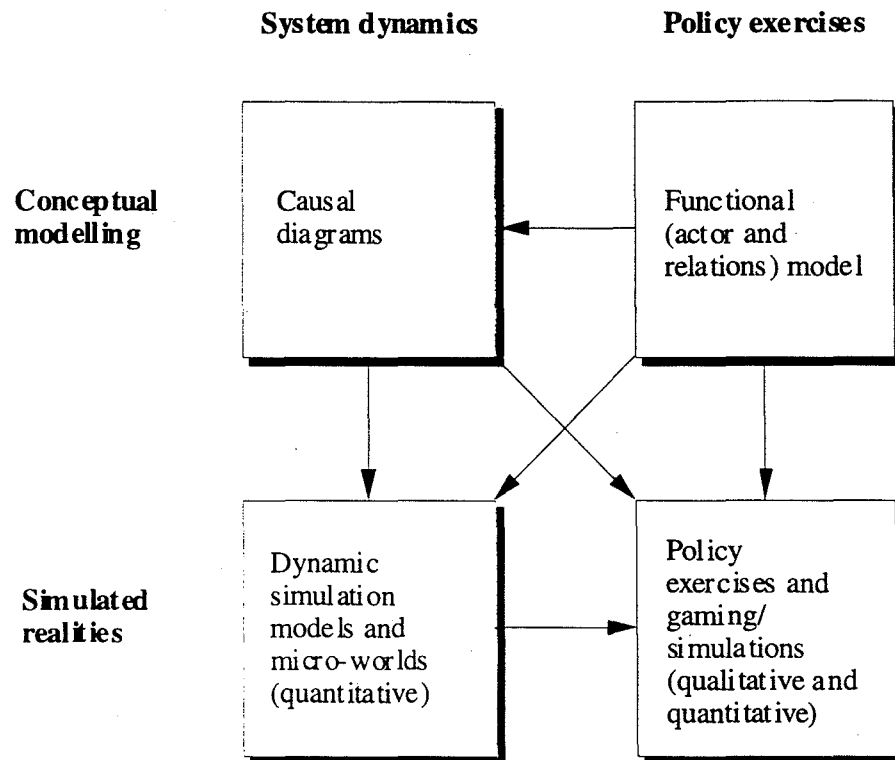 System dynamics
Policy exercises
Conceptual
modelling
Causal
diagrams
Functional
(actor and
relations) model
Simulated
realities
Dynamic
simulation
models and
micro-worlds
(quantitative)
Policy
exercises and
gaming/
simulations
(qualitative and
quantitative)